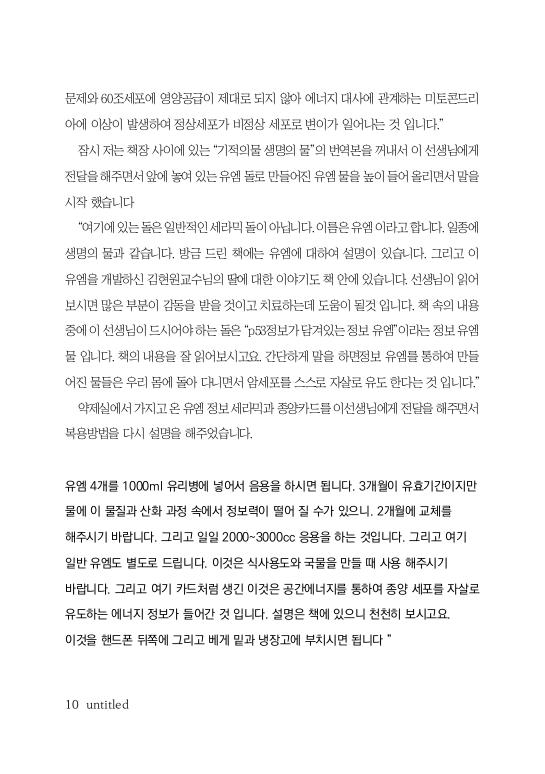 문제와 60조세포에 영양공급이 제대로 되지 않아 에너지 대사에 관계하는 미토콘드리
아에 이상이 발생하여 정상세포가 비정상 세포로 변이가 일어나는 것 입니다.”
잠시 저는 책장 사이에 있는 “기적의물 생명의 물”의 번역본을 꺼내서 이 선생님에게
전달을 해주면서 앞에 놓여 있는 유엠 돌로 만들어진 유엠 물을 높이 들어 올리면서 말을
시작 했습니다
“여기에 있는 돌은 일반적인 세라믹 돌이 아닙니다. 이름은 유엠 이라고 합니다. 일종에
생명의 물과 같습니다. 방금 드린 책에는 유엠에 대하여 설명이 있습니다. 그리고 이
유엠을 개발하신 김현원교수님의 딸에 대한 이야기도 책 안에 있습니다. 선생님이 읽어
보시면 많은 부분이 감동을 받을 것이고 치료하는데 도움이 될것 입니다. 책 속의 내용
중에 이 선생님이 드시어야 하는 돌은 “p53정보가 담겨있는 정보 유엠”이라는 정보 유엠
물 입니다. 책의 내용을 잘 읽어보시고요. 간단하게 말을 하면정보 유엠를 통하여 만들
어진 물들은 우리 몸에 돌아 다니면서 암세포를 스스로 자살로 유도 한다는 것 입니다.”
약제실에서 가지고 온 유엠 정보 세라믹과 종양카드를 이선생님에게 전달을 해주면서
복용방법을 다시 설명을 해주었습니다.
유엠 4개를 1000ml 유리병에 넣어서 음용을 하시면 됩니다. 3개월이 유효기간이지만
물에 이 물질과 산화 과정 속에서 정보력이 떨어 질 수가 있으니. 2개월에 교체를
해주시기 바랍니다. 그리고 일일 2000~3000cc 응용을 하는 것입니다. 그리고 여기
일반 유엠도 별도로 드립니다. 이것은 식사용도와 국물을 만들 때 사용 해주시기
바랍니다. 그리고 여기 카드처럼 생긴 이것은 공간에너지를 통하여 종양 세포를 자살로
유도하는 에너지 정보가 들어간 것 입니다. 설명은 책에 있으니 천천히 보시고요.
이것을 핸드폰 뒤쪽에 그리고 베게 밑과 냉장고에 부치시면 됩니다 ”
10 untitled